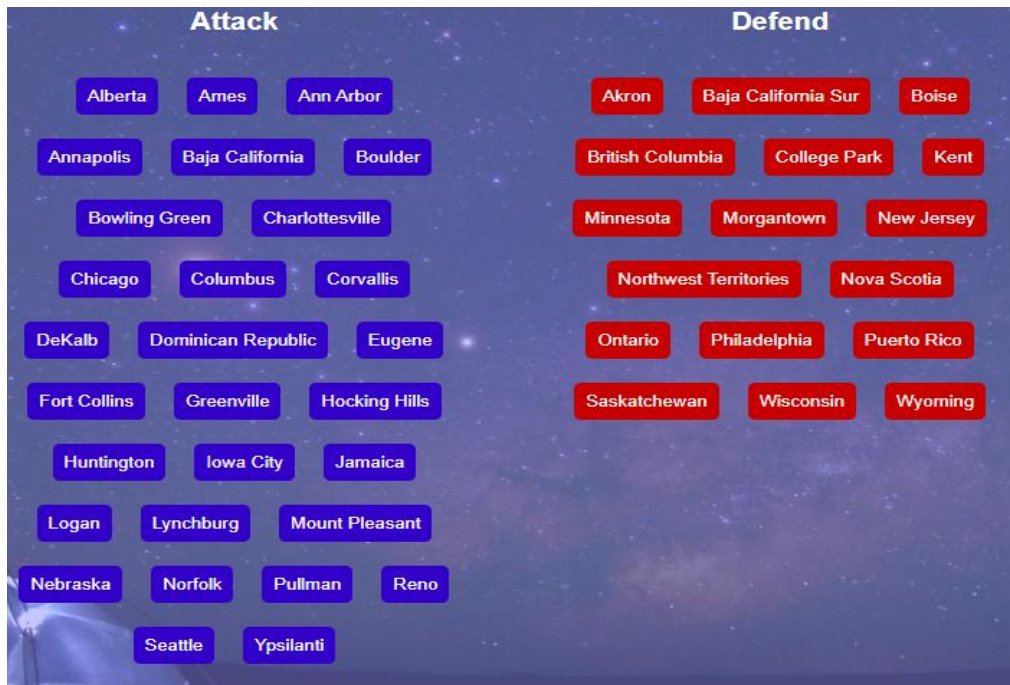 Attack
Alberta Ames Ann Arbor
Annapolis Baja California Boulder
Bowling Green Charlottesville
Chicago Columbus Corvallis
DeKalb Dominican Republic Eugene
Fort Collins Greenville Hocking Hills
Huntington Iowa City Jamaica
Logan Lynchburg Mount Pleasant
Nebraska Norfolk Pullman Reno
Seattle Ypsilanti
Defend
Akron Baja California Sur Boise
British Columbia College Park Kent
Minnesota Morgantown New Jersey
Northwest Territories Nova Scotia
Ontario Philadelphia Puerto Rico
Saskatchewan Wisconsin Wyoming